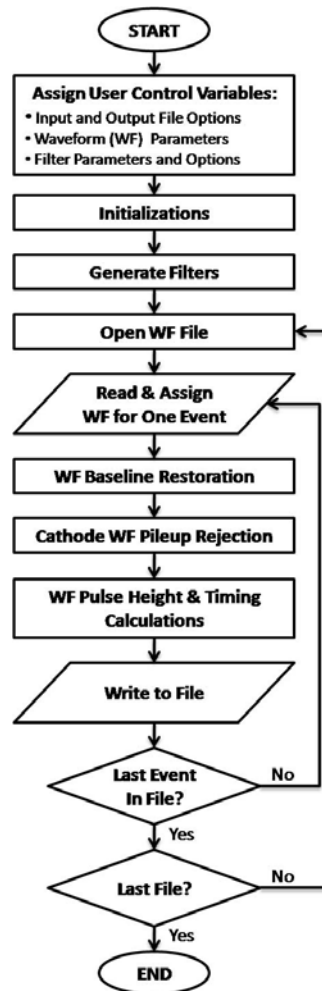 START
Assign User Control Variables:
• Input and Output File Options
• Waveform (WF) Parameters
• Filter Parameters and Options
Initializations
Generate Filters
Open WF File
Read & Assign
WF for One Event
WF Baseline Restoration
Cathode WF Pileup Rejection
WF Pulse Height & Timing
Calculations
Write to File
Last Event
In File?
No
Yes
Last File?
No
Yes
END